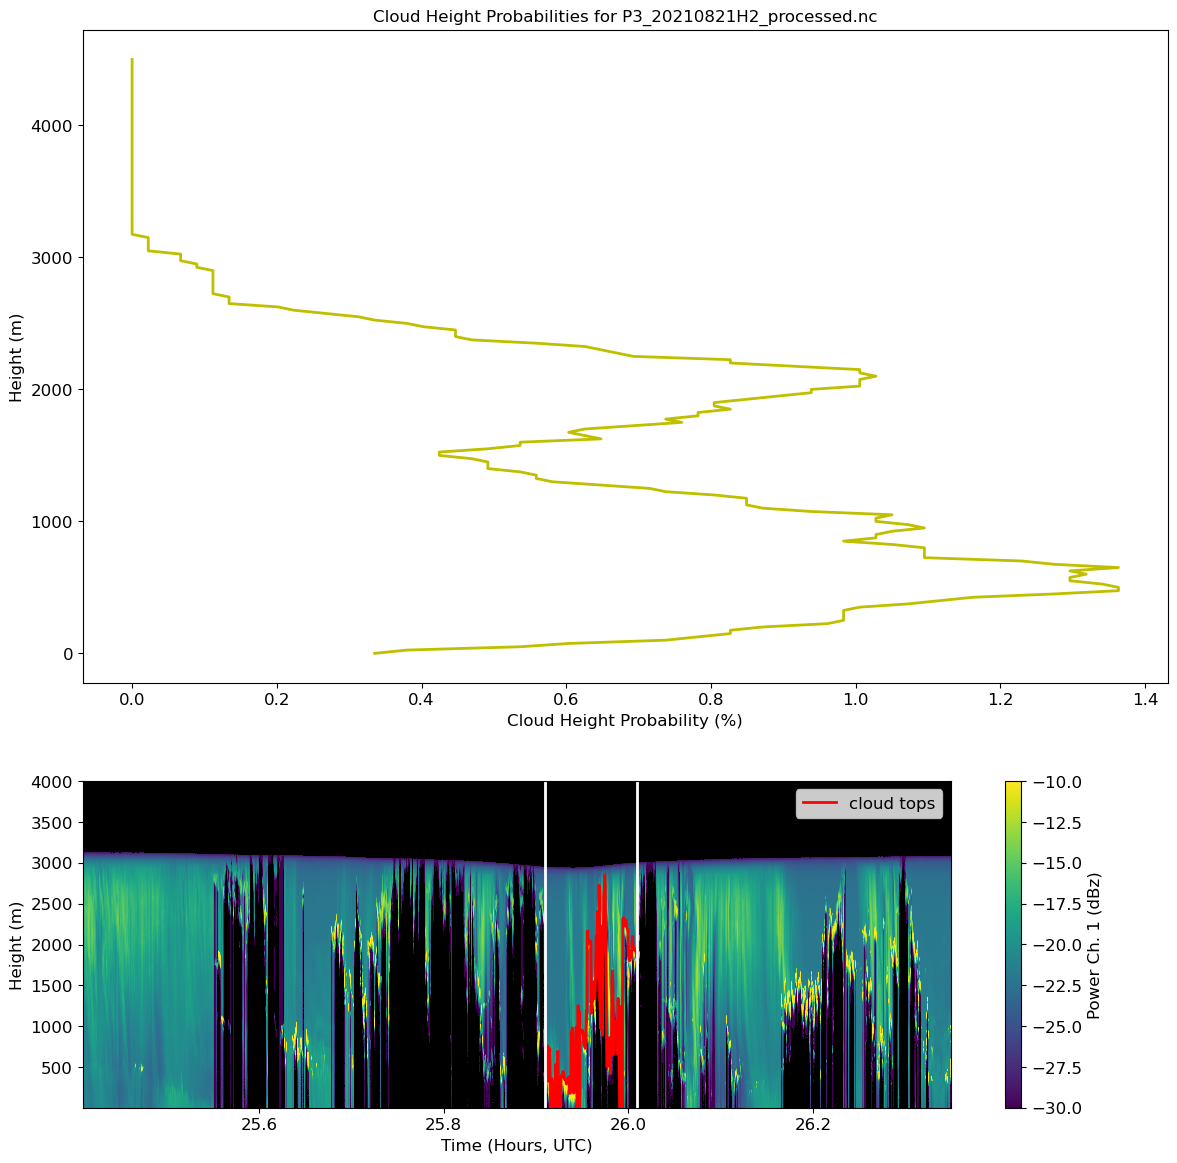 Cloud Height Probabilities for P3_20210821H2_processed.nc
4000
3000
2000
1000
0
Height (m)
0.0 0.2 0.4 0.6 0.8 1.0 1.2 1.4
Cloud Height Probability (%)
4000
3500
3000
2500
2000
1500
1000
500
Height (m)
cloud tops
25.6 25.8 26.0 26.2
Time (Hours, UTC)
−10.0
−12.5
−15.0
−17.5
−20.0
−22.5
−25.0
−27.5
−30.0
Power Ch. 1 (dBz)